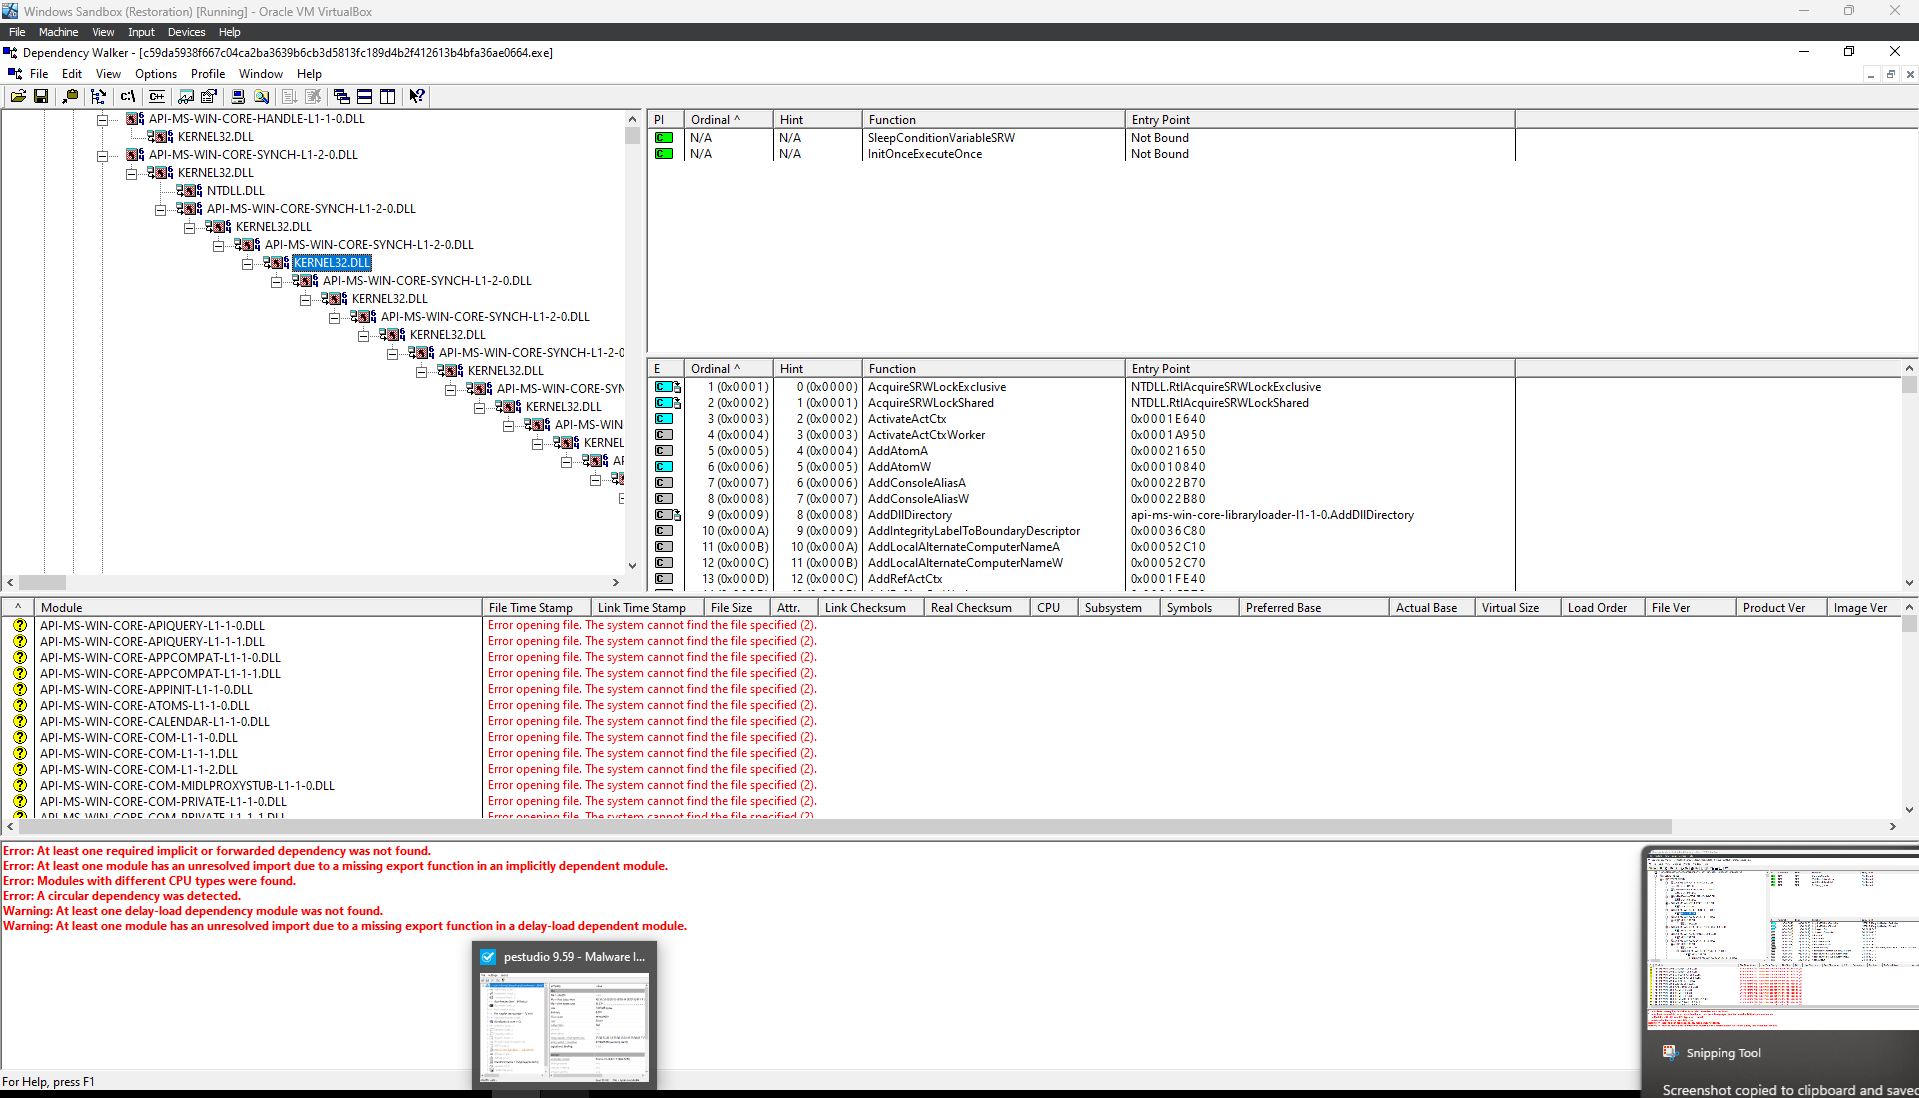 Windows Sandbox (Restoration) [Running] - Oracle VM VirtualBox
File Machine View Input Devices Help
Dependency Walker - [c59da5938f667c04ca2ba3639b6cb3d5813fc189d4b2f412613b4bfa36ae0664.exe]
File Edit View Options Profile Window Help
API-MS-WIN-CORE-HANDLE-L1-1-0.DLL
KERNEL32.DLL
API-MS-WIN-CORE-SYNCH-L1-2-0.DLL
KERNEL32.DLL
NTDLL.DLL
API-MS-WIN-CORE-SYNCH-L1-2-0.DLL
KERNEL32.DLL
API-MS-WIN-CORE-SYNCH-L1-2-0.DLL
KERNEL32.DLL
API-MS-WIN-CORE-SYNCH-L1-2-0.DLL
KERNEL32.DLL
API-MS-WIN-CORE-SYNCH-L1-2-0.DLL
KERNEL32.DLL
API-MS-WIN-CORE-SYNCH-L1-2-0
KERNEL32.DLL
API-MS-WIN-CORE-SYN
KERNEL32.DLL
API-MS-WIN
KERNEL
AP
PI Ordinal ^ Hint Function Entry Point
C N/A N/A SleepConditionVariableSRW Not Bound
C N/A N/A InitOnceExecuteOnce Not Bound
E Ordinal ^ Hint Function Entry Point
C 1 (0x0001) 0 (0x0000) AcquireSRWLockExclusive NTDLL.RtlAcquireSRWLockExclusive
C 2 (0x0002) 1 (0x0001) AcquireSRWLockShared NTDLL.RtlAcquireSRWLockShared
C 3 (0x0003) 2 (0x0002) ActivateActCtx 0x0001E640
C 4 (0x0004) 3 (0x0003) ActivateActCtxWorker 0x0001A950
C 5 (0x0005) 4 (0x0004) AddAtomA 0x00021650
C 6 (0x0006) 5 (0x0005) AddAtomW 0x00010840
C 7 (0x0007) 6 (0x0006) AddConsoleAliasA 0x00022B70
C 8 (0x0008) 7 (0x0007) AddConsoleAliasW 0x00022B80
C 9 (0x0009) 8 (0x0008) AddDllDirectory api-ms-win-core-libraryloader-l1-1-0.AddDllDirectory
C 10 (0x000A) 9 (0x0009) AddIntegrityLabelToBoundaryDescriptor 0x00036C80
C 11 (0x000B) 10 (0x000A) AddLocalAlternateComputerNameA 0x00052C10
C 12 (0x000C) 11 (0x000B) AddLocalAlternateComputerNameW 0x00052C70
C 13 (0x000D) 12 (0x000C) AddRefActCtx 0x0001FE40
^ Module File Time Stamp Link Time Stamp File Size Attr. Link Checksum Real Checksum CPU Subsystem Symbols Preferred Base Actual Base Virtual Size Load Order File Ver Product Ver Image Ver
API-MS-WIN-CORE-APIQUERY-L1-1-0.DLL Error opening file. The system cannot find the file specified (2).
API-MS-WIN-CORE-APIQUERY-L1-1-1.DLL Error opening file. The system cannot find the file specified (2).
API-MS-WIN-CORE-APPCOMPAT-L1-1-0.DLL Error opening file. The system cannot find the file specified (2).
API-MS-WIN-CORE-APPCOMPAT-L1-1-1.DLL Error opening file. The system cannot find the file specified (2).
API-MS-WIN-CORE-APPINIT-L1-1-0.DLL Error opening file. The system cannot find the file specified (2).
API-MS-WIN-CORE-ATOMS-L1-1-0.DLL Error opening file. The system cannot find the file specified (2).
API-MS-WIN-CORE-CALENDAR-L1-1-0.DLL Error opening file. The system cannot find the file specified (2).
API-MS-WIN-CORE-COM-L1-1-0.DLL Error opening file. The system cannot find the file specified (2).
API-MS-WIN-CORE-COM-L1-1-1.DLL Error opening file. The system cannot find the file specified (2).
API-MS-WIN-CORE-COM-L1-1-2.DLL Error opening file. The system cannot find the file specified (2).
API-MS-WIN-CORE-COM-MIDLPROXYSTUB-L1-1-0.DLL Error opening file. The system cannot find the file specified (2).
API-MS-WIN-CORE-COM-PRIVATE-L1-1-0.DLL Error opening file. The system cannot find the file specified (2).
API-MS-WIN-CORE-COM-PRIVATE-L1-1-1.DLL Error opening file. The system cannot find the file specified (2).
Error: At least one required implicit or forwarded dependency was not found.
Error: At least one module has an unresolved import due to a missing export function in an implicitly dependent module.
Error: Modules with different CPU types were found.
Error: A circular dependency was detected.
Warning: At least one delay-load dependency module was not found.
Warning: At least one module has an unresolved import due to a missing export function in a delay-load dependent module.
pestudio 9.59 - Malware I...
Snipping Tool
Screenshot copied to clipboard and saved
For Help, press F1